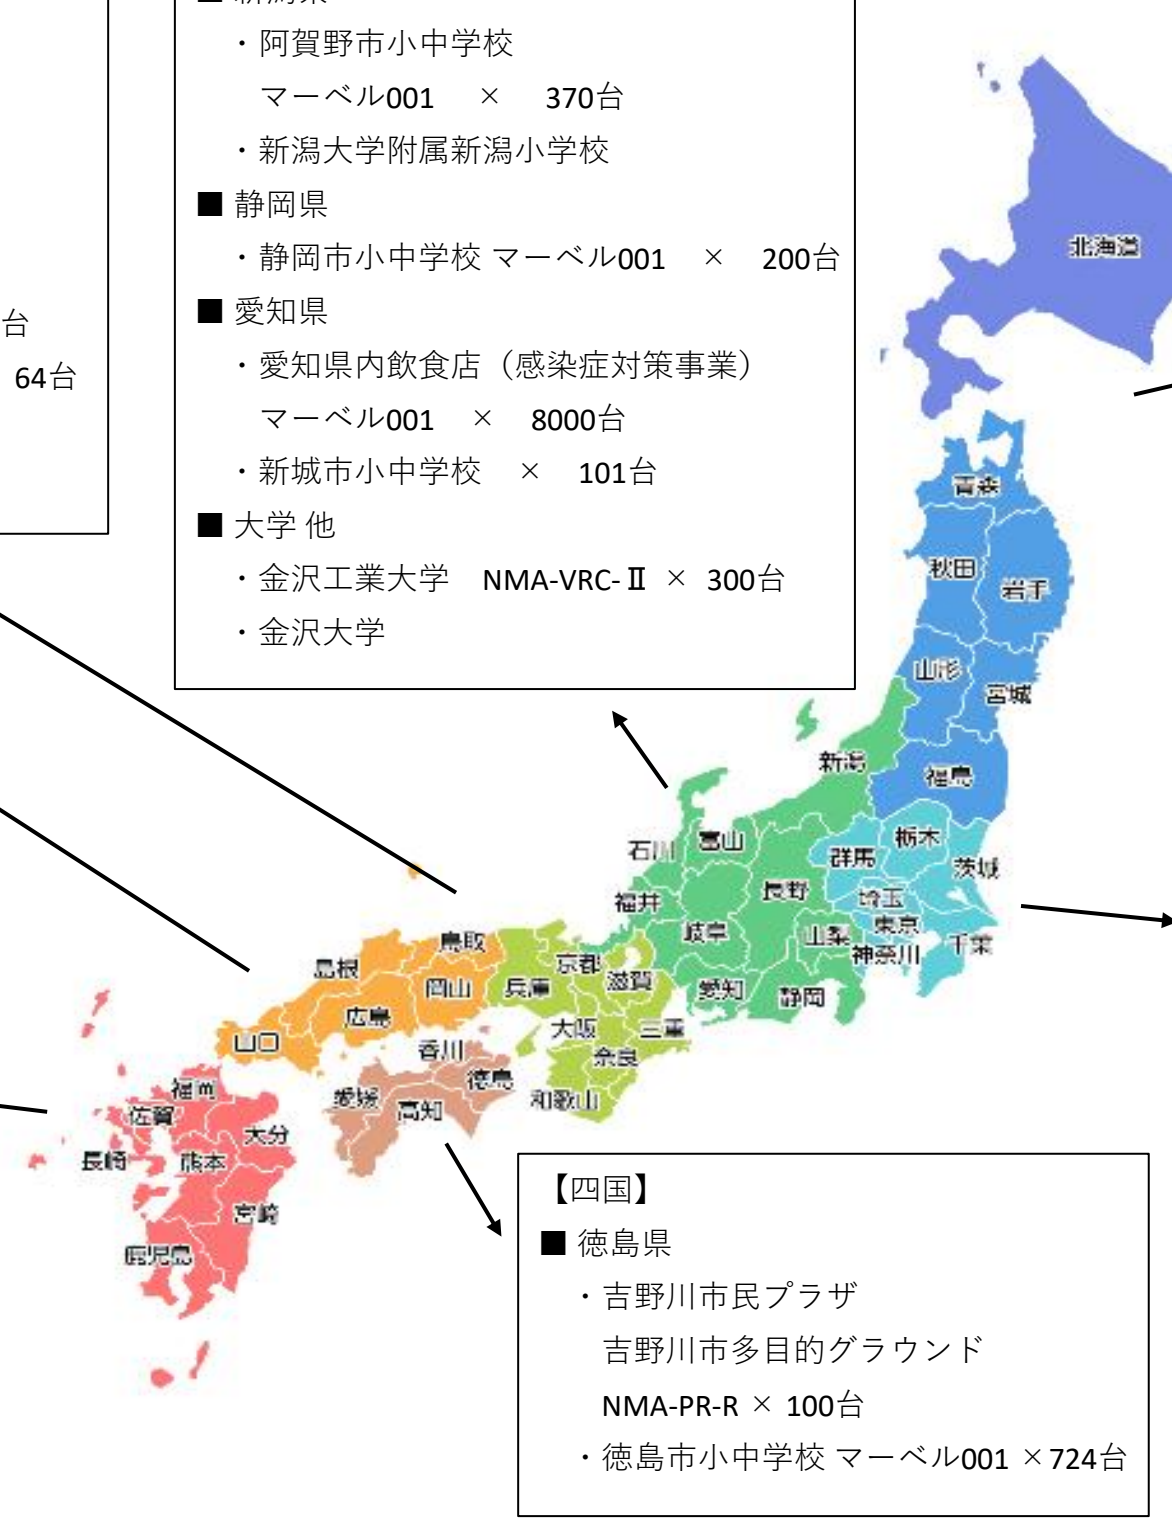 ・阿賀野市小中学校
マーベル001 × 370台
・新潟大学附属新潟小学校
■ 静岡県
・静岡市小中学校 マーベル001 × 200台
■ 愛知県
・愛知県内飲食店（感染症対策事業）
マーベル001 × 8000台
・新城市小中学校 × 101台
■ 大学 他
・金沢工業大学 NMA-VRC-Ⅱ × 300台
・金沢大学
台
64台
北海道
青森
秋田
岩手
山形
宮城
新潟
福島
石川
富山
群馬
栃木
茨城
福井
長野
埼玉
岐阜
山梨
東京
神奈川
千葉
鳥取
島根
京都
岡山
兵庫
滋賀
愛知
静岡
広島
山口
大阪
三重
香川
奈良
徳島
愛媛
高知
和歌山
福岡
佐賀
大分
長崎
熊本
宮崎
鹿児島
【四国】
■ 徳島県
・吉野川市民プラザ
吉野川市多目的グラウンド
NMA-PR-R × 100台
・徳島市小中学校 マーベル001 ×724台